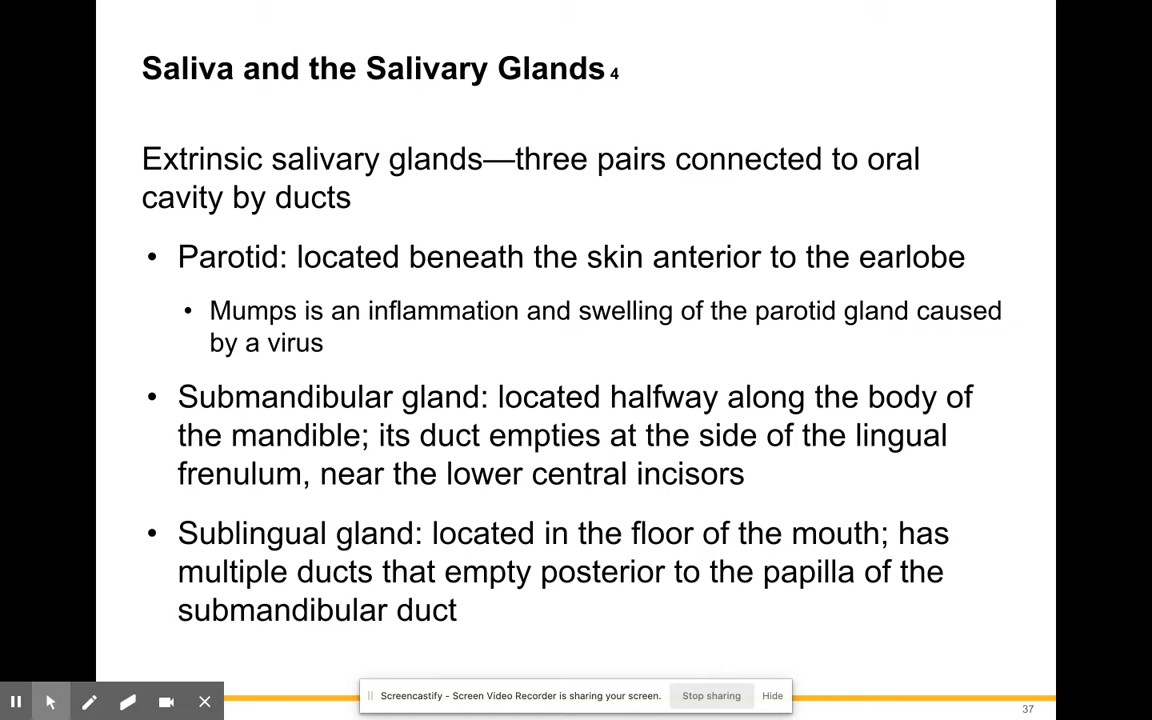 Saliva and the Salivary Glands 4
Extrinsic salivary glands—three pairs connected to oral
cavity by ducts
• Parotid: located beneath the skin anterior to the earlobe
• Mumps is an inflammation and swelling of the parotid gland caused
by a virus
• Submandibular gland: located halfway along the body of
the mandible; its duct empties at the side of the lingual
frenulum, near the lower central incisors
• Sublingual gland: located in the floor of the mouth; has
multiple ducts that empty posterior to the papilla of the
submandibular duct
Screencastify - Screen Video Recorder is sharing your screen. Stop sharing Hide
37